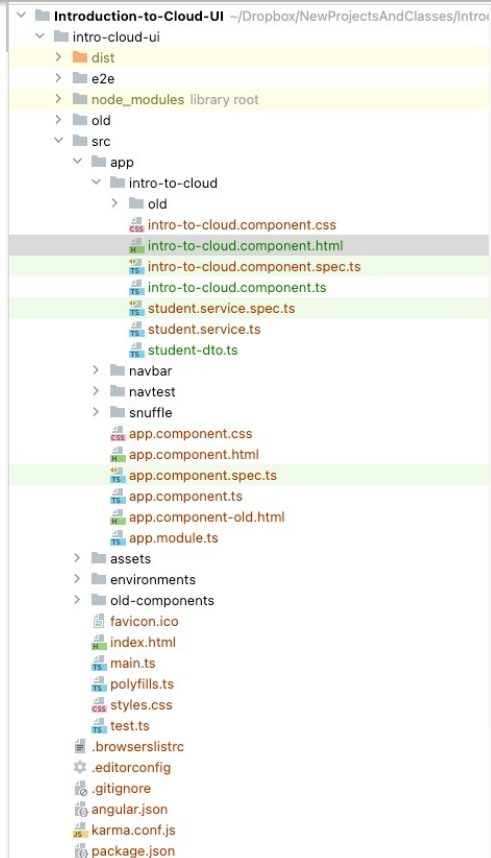 Introduction-to-Cloud-UI ~/Dropbox/NewProjectsAndClasses/Introd
intro-cloud-ui
dist
e2e
node_modules library root
old
src
app
intro-to-cloud
old
intro-to-cloud.component.css
intro-to-cloud.component.html
intro-to-cloud.component.spec.ts
intro-to-cloud.component.ts
student.service.spec.ts
student.service.ts
student-dto.ts
navbar
navtest
snuffle
app.component.css
app.component.html
app.component.spec.ts
app.component.ts
app.component-old.html
app.module.ts
assets
environments
old-components
favicon.ico
index.html
main.ts
polyfills.ts
styles.css
test.ts
.browserslistrc
.editorconfig
.gitignore
angular.json
karma.conf.js
package.json